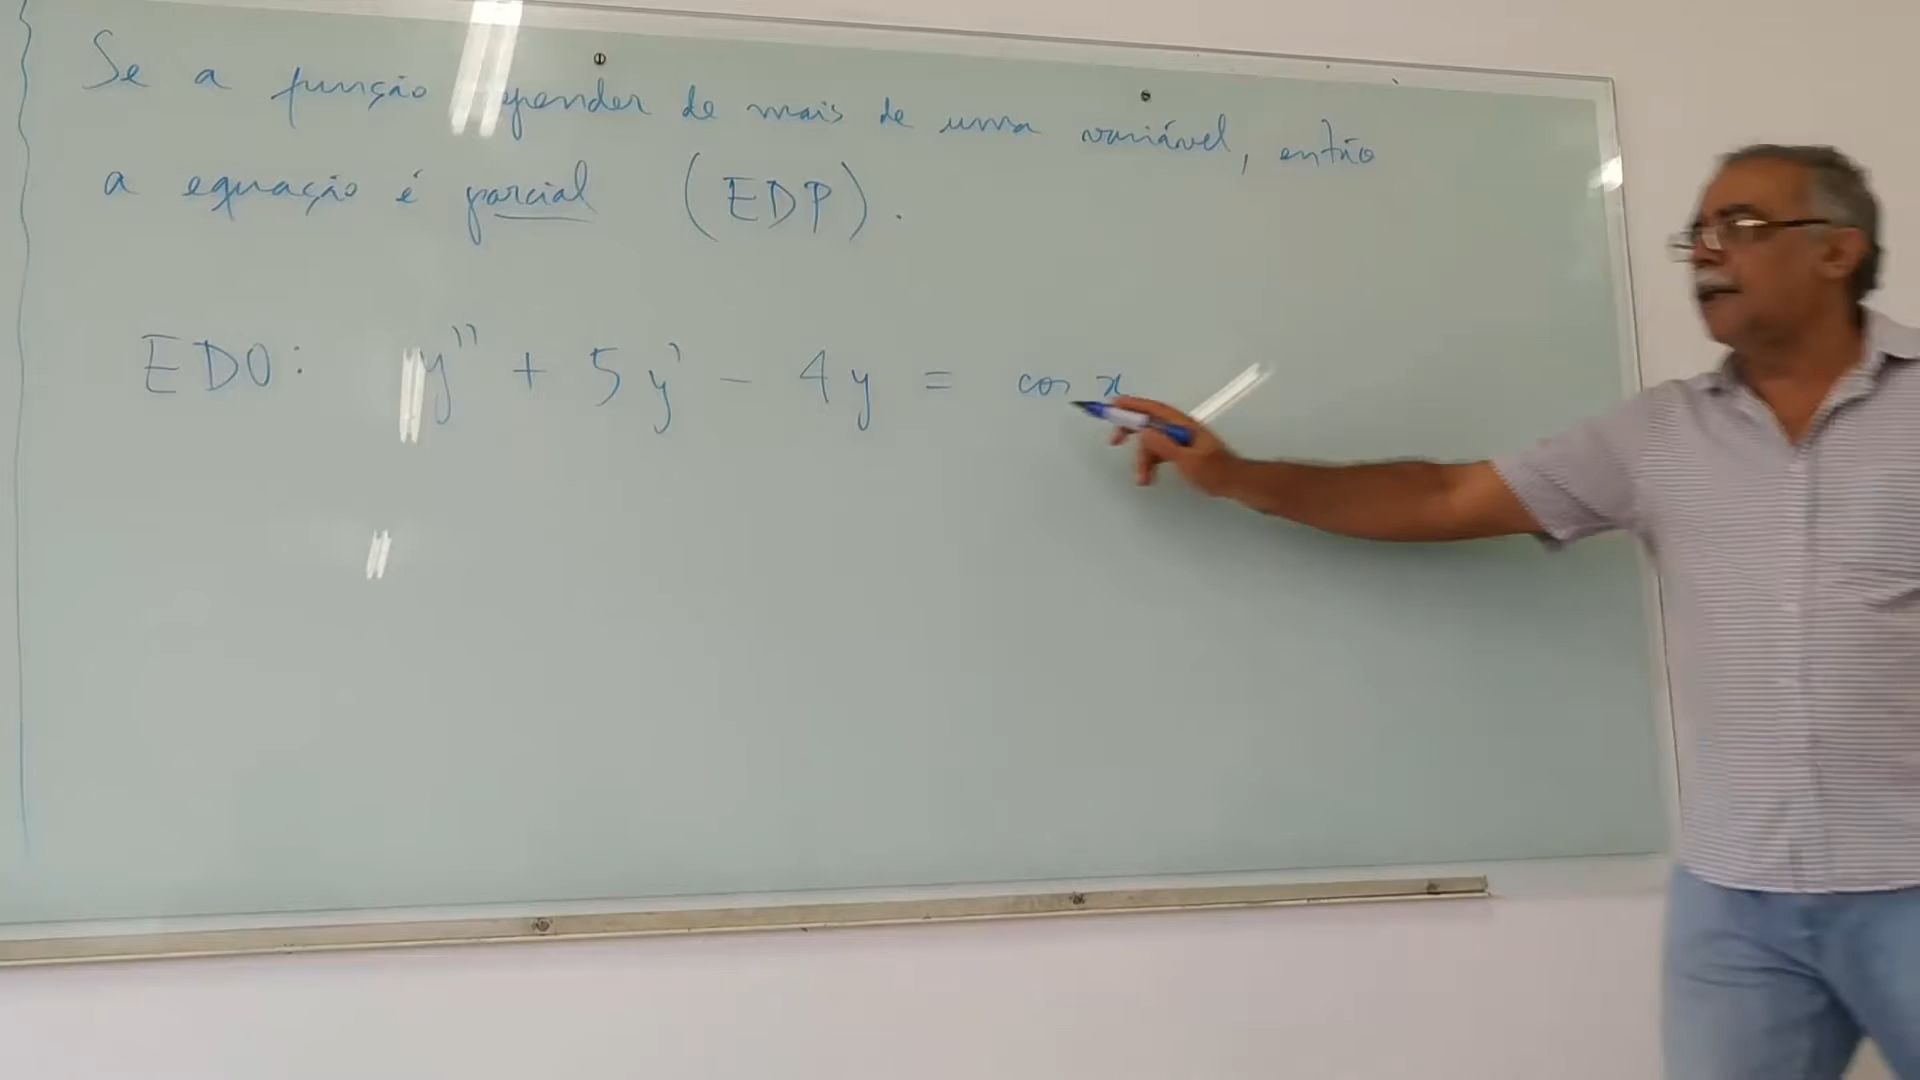 Se a função depender de mais de uma variável, então
a equação é parcial (EDP).
EDO: y'' + 5y' - 4y = cos x